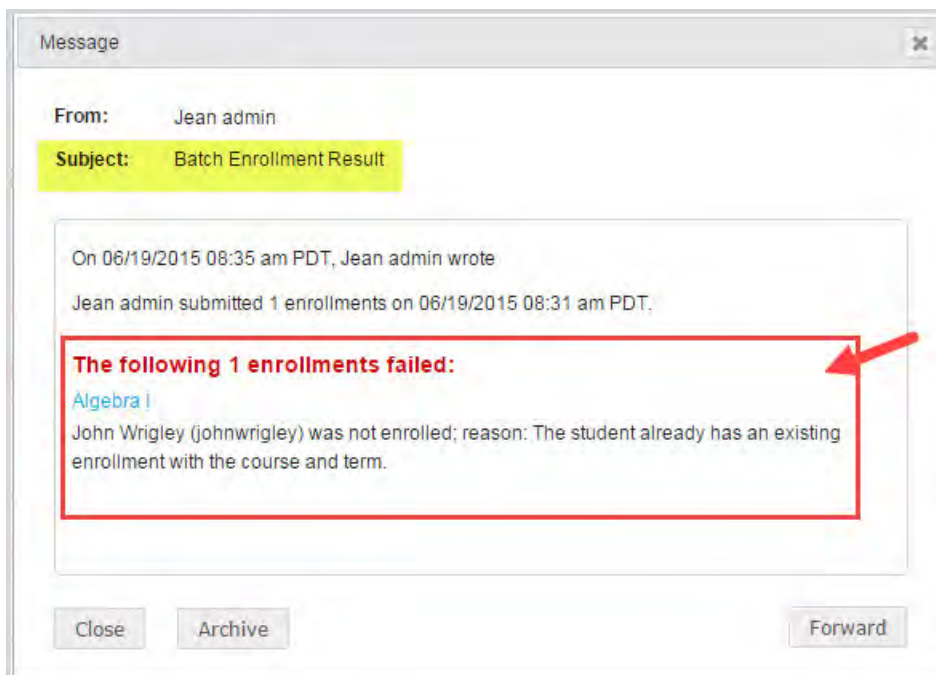 Message
From: Jean admin
Subject: Batch Enrollment Result
On 06/19/2015 08:35 am PDT, Jean admin wrote
Jean admin submitted 1 enrollments on 06/19/2015 08:31 am PDT.
The following 1 enrollments failed:
Algebra I
John Wrigley (johnwrigley) was not enrolled; reason: The student already has an existing
enrollment with the course and term.
Close Archive Forward